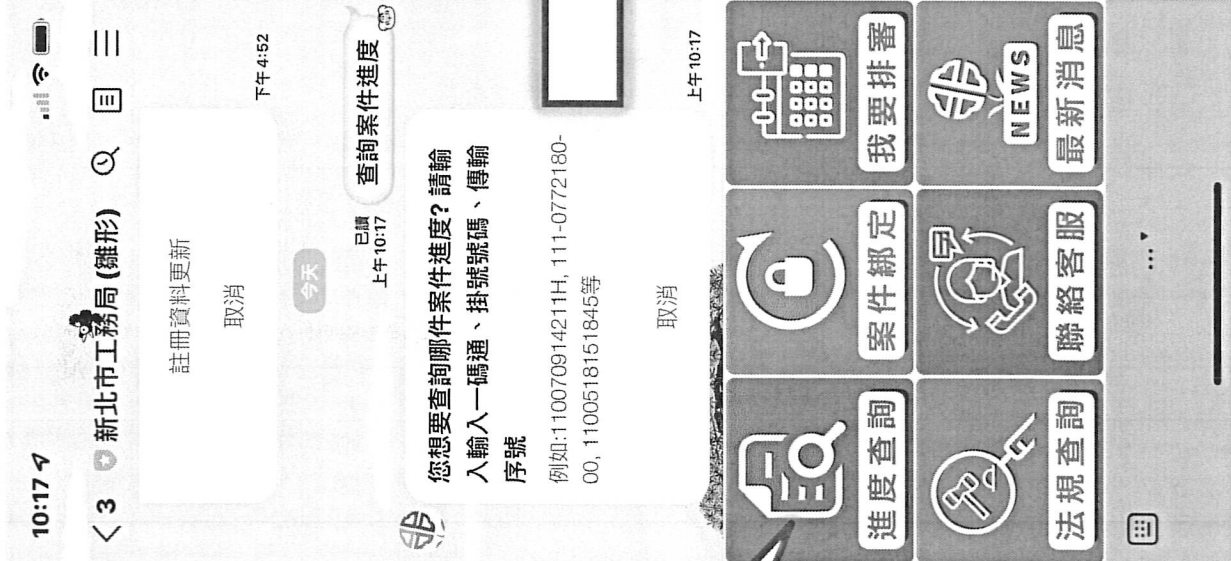 10:17
3 新北市工務局 (雛形)
註冊資料更新
取消
下午 4:52
今天
已讀
上午10:17
查詢案件進度
您想要查詢哪件案件進度? 請輸
入輸入一碼通、掛號號碼、傳輸
序號
例如:11007091421​1H, 111-0772180-
00, 110051815151845等
取消
上午10:17
進度查詢
案件綁定
我要排審
法規查詢
聯絡客服
NEWS
最新消息